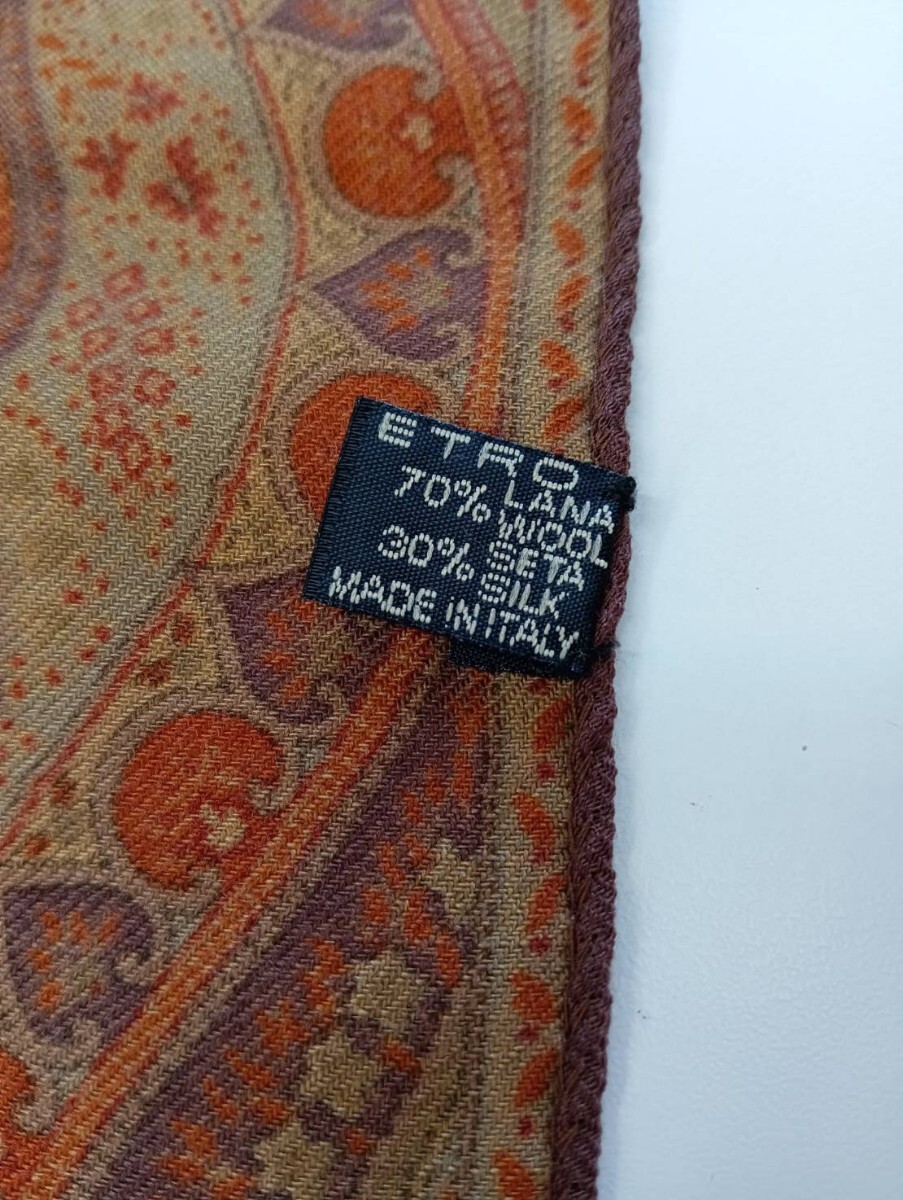 ETRO
70% LANA
WOOL
30% SETA
SILK
MADE IN ITALY